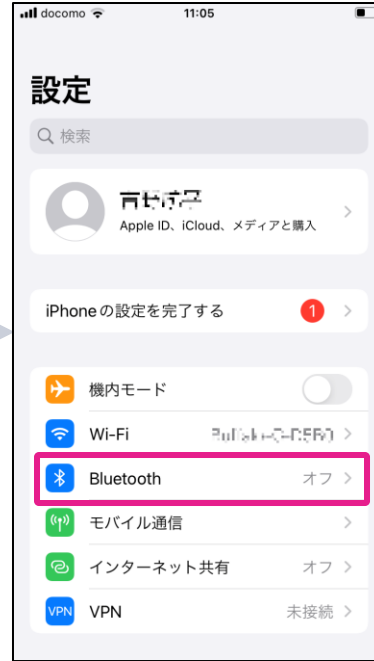 docomo 11:05
設定
検索
Apple ID、iCloud、メディアと購入
iPhoneの設定を完了する 1
機内モード
Wi-Fi
Bluetooth オフ
モバイル通信
インターネット共有 オフ
VPN VPN 未接続